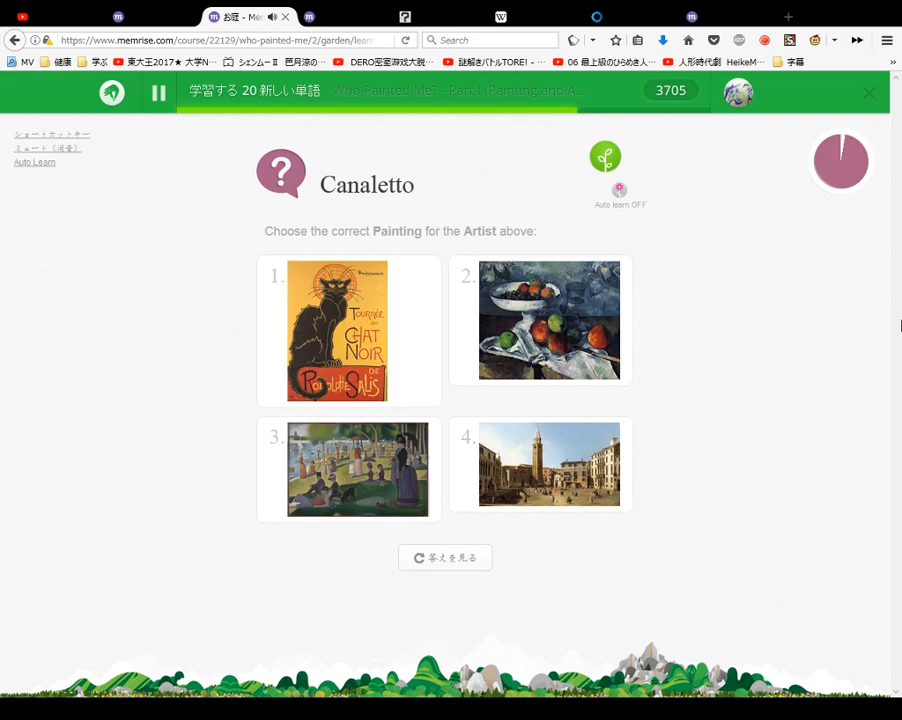 https://www.memrise.com/course/22129/who-painted-me/2/garden/learn
Search
MV 健康 学ぶ 東大王2017★ 大学N··· シェンムーⅡ 芭月涼の··· DERO密室游戏大脱··· 謎解きバトルTORE! - ··· 06 最上級のひらめき人··· 人形時代劇 HeikeM··· 字幕
学習する 20 新しい単語 Who Painted Me? - Part I (Painting and A...
3705
ショートカットキー
ミュート（消音）
Auto Learn
Canaletto
Auto learn OFF
Choose the correct Painting for the Artist above:
1.
TOURNÉE
du
CHAT
NOIR
DE
RODOLPHE SALIS
2.
3.
4.
答えを見る